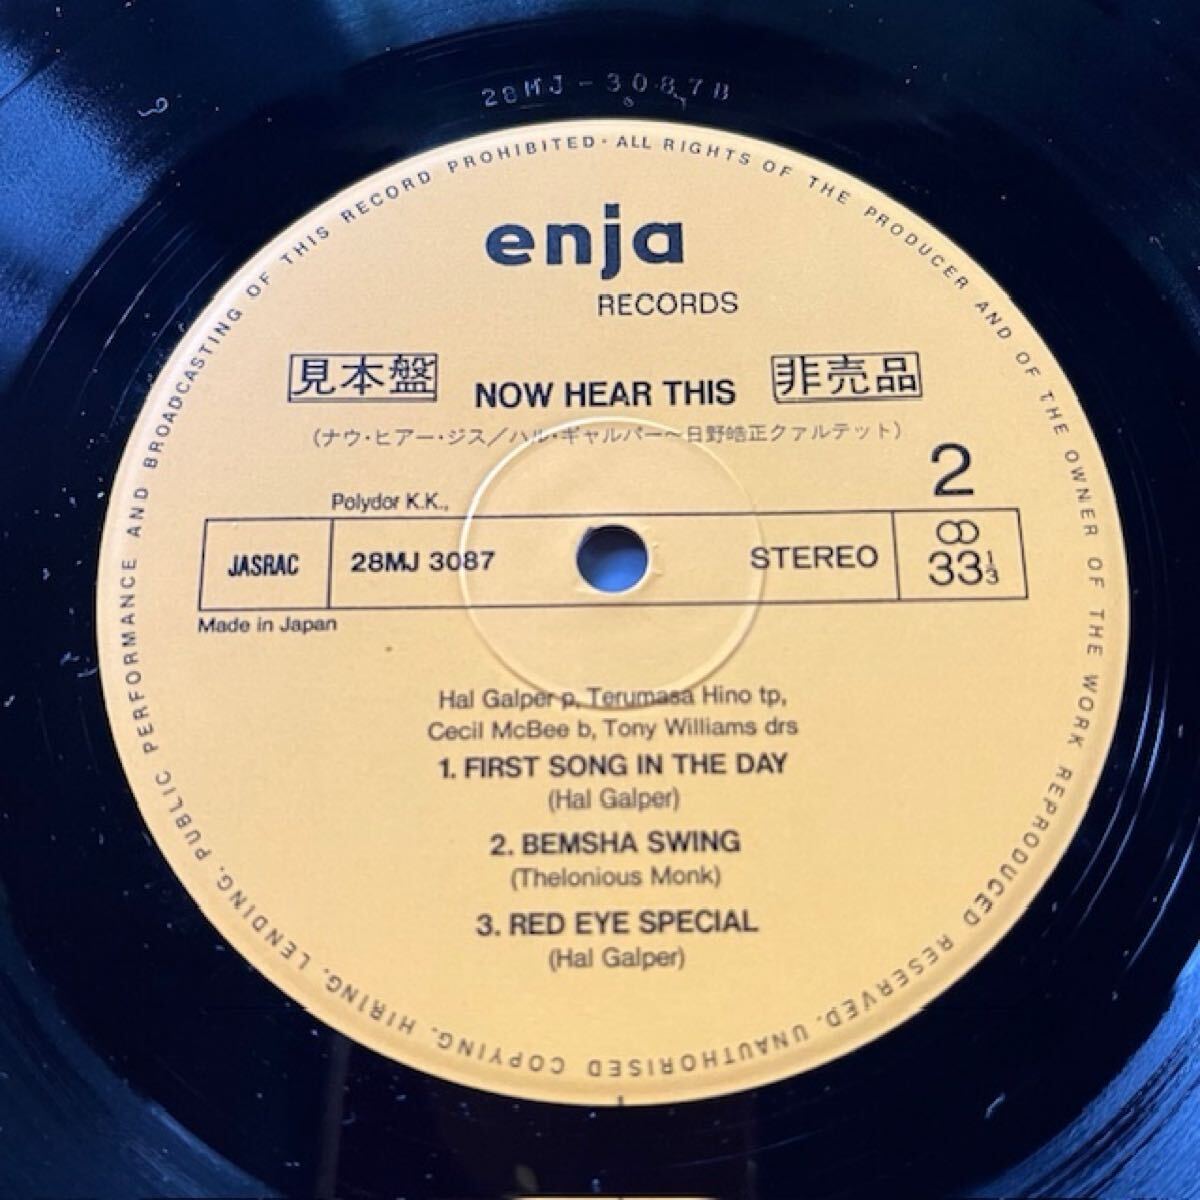 28MJ-3087B
PUBLIC PERFORMANCE AND BROADCASTING OF THIS RECORD PROHIBITED · ALL RIGHTS OF THE PRODUCER AND OF THE OWNER OF THE WORK REPRODUCED RESERVED. UNAUTHORISED COPYING, HIRING, LENDING,
enja
RECORDS
見本盤 NOW HEAR THIS 非売品
(ナウ・ヒアー・ジス/ハル・ギャルパー〜日野皓正クァルテット)
2
Polydor K.K.,
JASRAC 28MJ 3087 STEREO 33⅓
Made in Japan
Hal Galper p, Terumasa Hino tp,
Cecil McBee b, Tony Williams drs
1. FIRST SONG IN THE DAY
(Hal Galper)
2. BEMSHA SWING
(Thelonious Monk)
3. RED EYE SPECIAL
(Hal Galper)